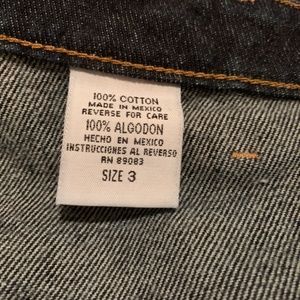 100% COTTON
MADE IN MEXICO
REVERSE FOR CARE
100% ALGODON
HECHO EN MEXICO
INSTRUCCIONES AL REVERSO
RN 89083
SIZE 3